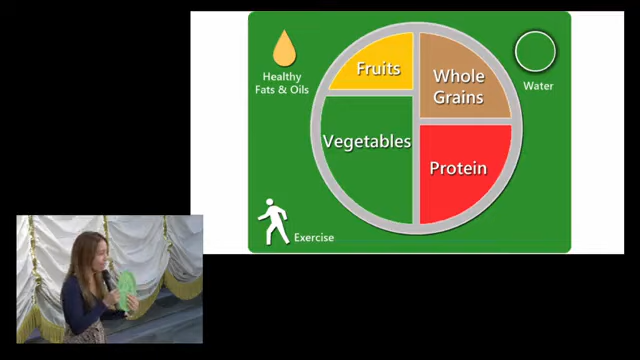 Healthy
Fats & Oils
Fruits
Whole
Grains
Water
Vegetables
Protein
Exercise